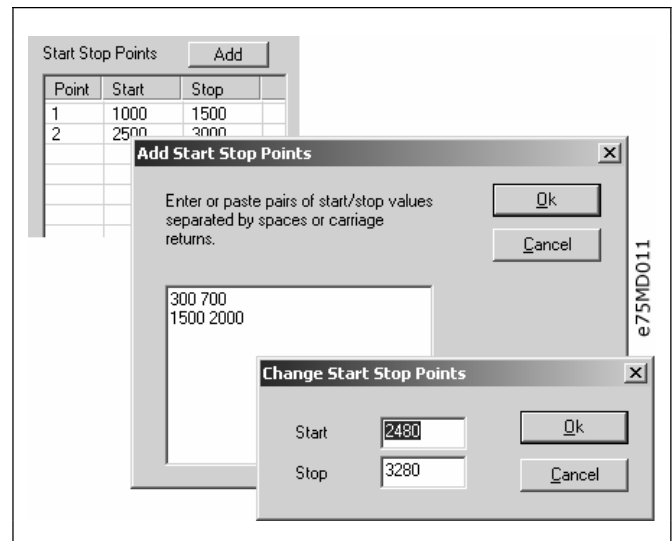 Start Stop Points Add
Point Start Stop
1 1000 1500
2 2500 3000
Add Start Stop Points
Enter or paste pairs of start/stop values
separated by spaces or carriage
returns.
Ok
Cancel
300 700
1500 2000
Change Start Stop Points
Start 2480 Ok
Stop 3280 Cancel
e75MD011